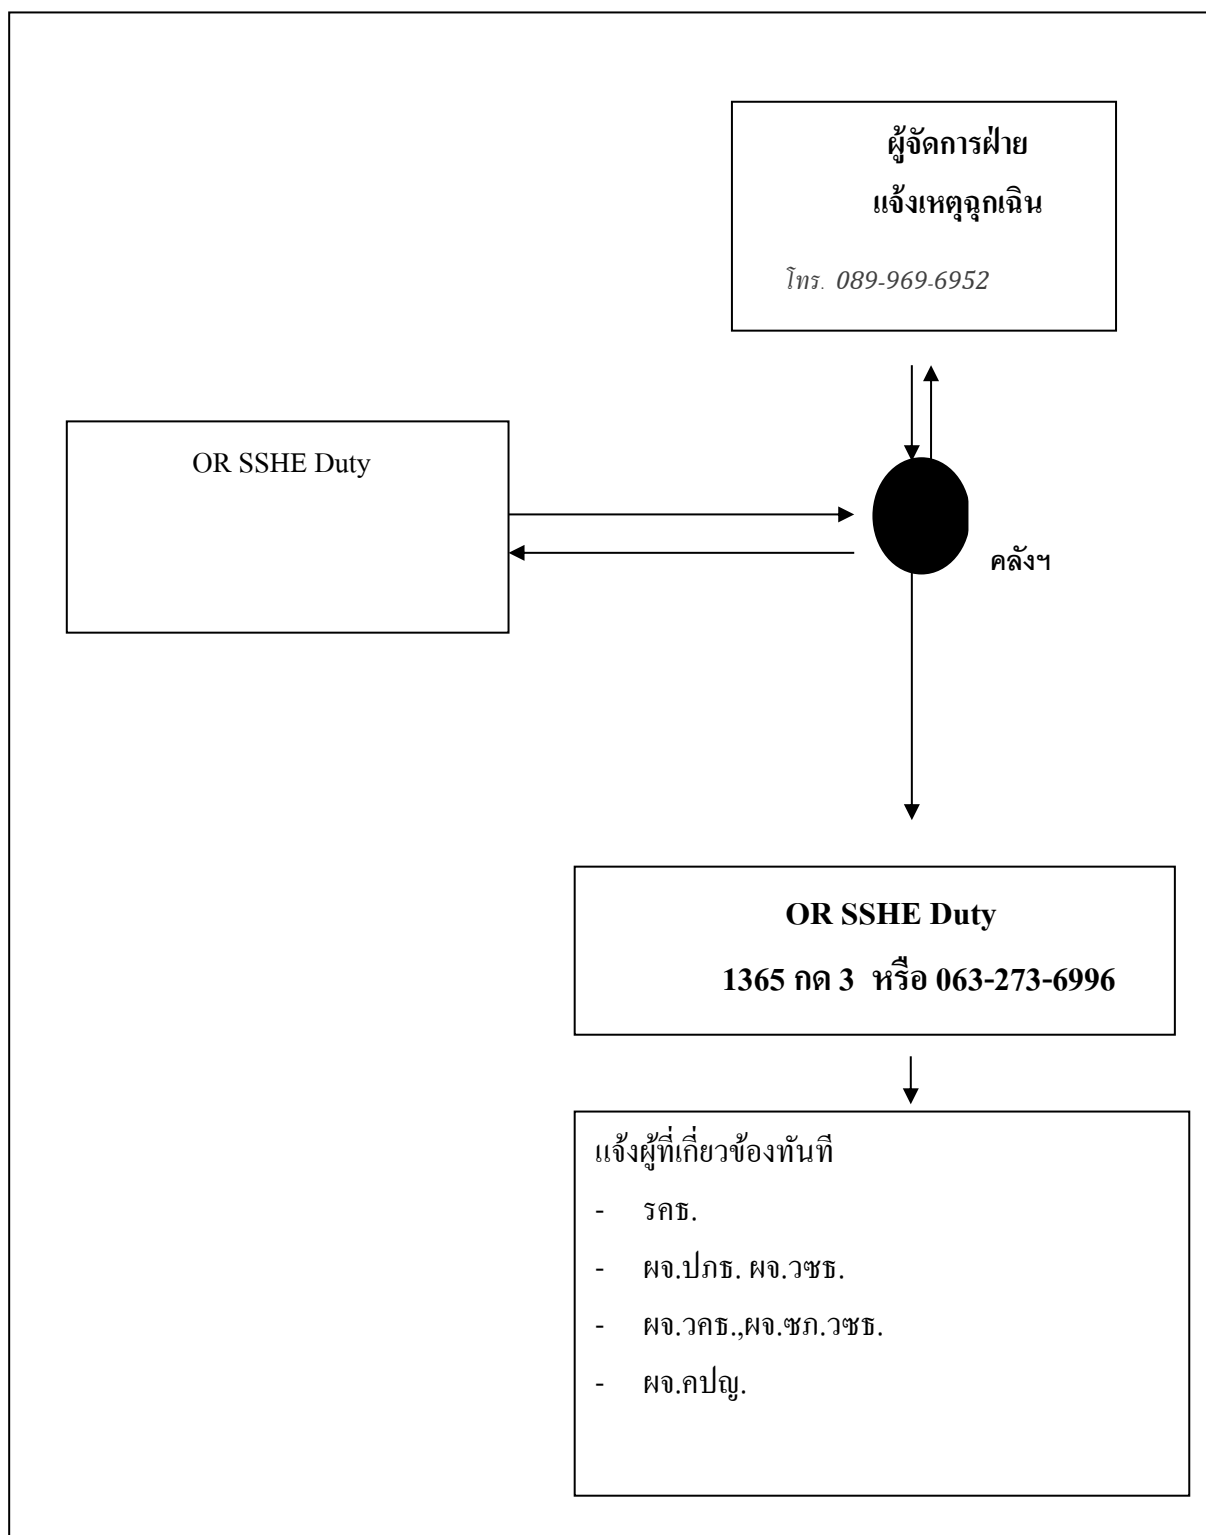 ผู้จัดการฝ่าย
แจ้งเหตุฉุกเฉิน
โทร. 089-969-6952
OR SSHE Duty
คลังฯ
OR SSHE Duty
1365 กด 3 หรือ 063-273-6996
แจ้งผู้ที่เกี่ยวข้องทันที
- รคธ.
- ผจ.ปภธ. ผจ.วซธ.
- ผจ.วคธ.,ผจ.ซภ.วซธ.
- ผจ.คปญ.